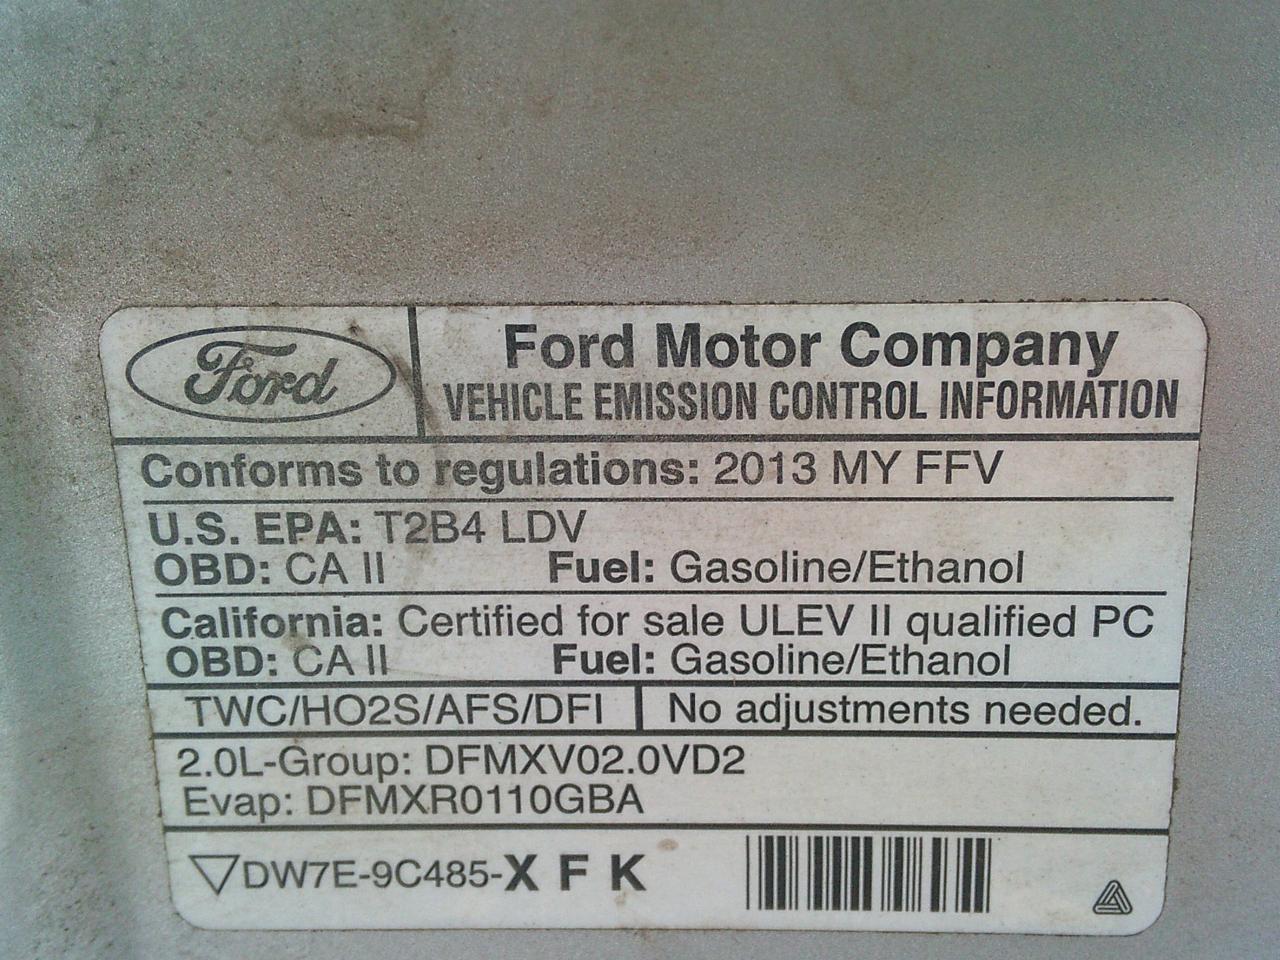 Ford
Ford Motor Company
VEHICLE EMISSION CONTROL INFORMATION
Conforms to regulations: 2013 MY FFV
U.S. EPA: T2B4 LDV
OBD: CA II Fuel: Gasoline/Ethanol
California: Certified for sale ULEV II qualified PC
OBD: CA II Fuel: Gasoline/Ethanol
TWC/HO2S/AFS/DFI No adjustments needed.
2.0L-Group: DFMXV02.0VD2
Evap: DFMXR0110GBA
DW7E-9C485-X F K